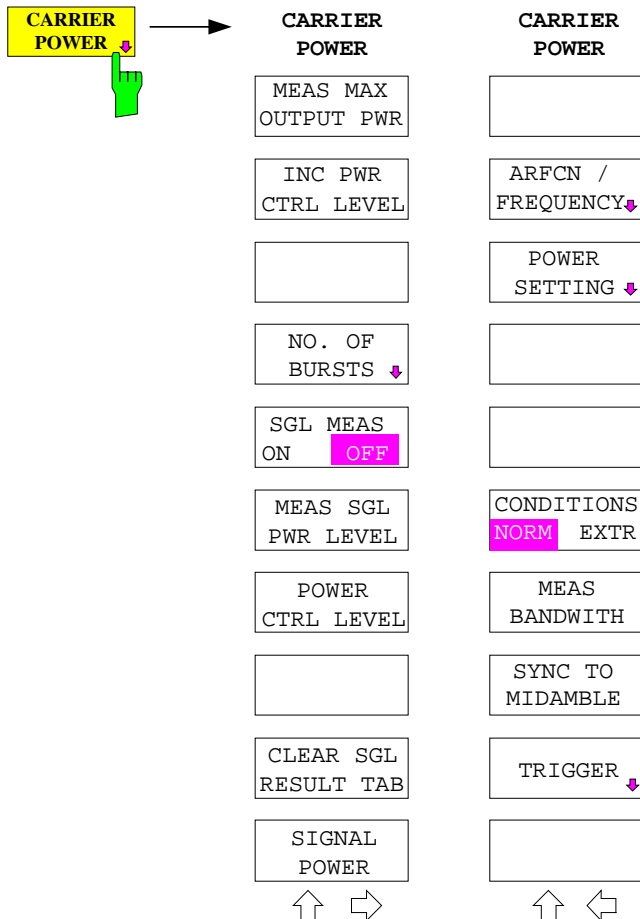 CARRIER
POWER
CARRIER
POWER
MEAS MAX
OUTPUT PWR
INC PWR
CTRL LEVEL
NO. OF
BURSTS
SGL MEAS
ON OFF
MEAS SGL
PWR LEVEL
POWER
CTRL LEVEL
CLEAR SGL
RESULT TAB
SIGNAL
POWER
CARRIER
POWER
ARFCN /
FREQUENCY
POWER
SETTING
CONDITIONS
NORM EXTR
MEAS
BANDWITH
SYNC TO
MIDAMBLE
TRIGGER